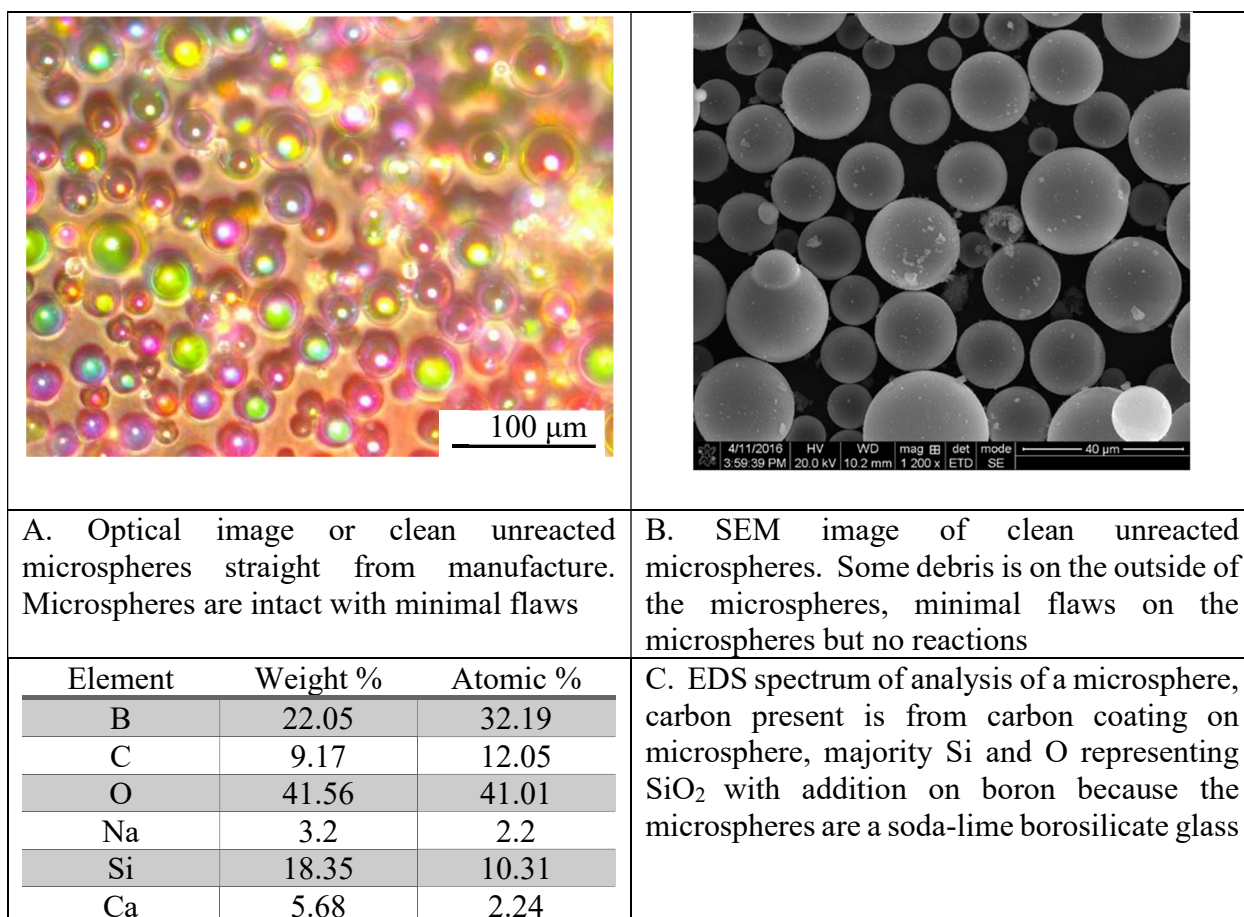 100 μm
4/11/2016 HV WD mag ⊞ det mode 40 μm
3:59:39 PM 20.0 kV 10.2 mm 1 200 x ETD SE
A. Optical image or clean unreacted
microspheres straight from manufacture.
Microspheres are intact with minimal flaws
B. SEM image of clean unreacted
microspheres. Some debris is on the outside of
the microspheres, minimal flaws on the
microspheres but no reactions
Element Weight % Atomic %
B 22.05 32.19
C 9.17 12.05
O 41.56 41.01
Na 3.2 2.2
Si 18.35 10.31
Ca 5.68 2.24
C. EDS spectrum of analysis of a microsphere,
carbon present is from carbon coating on
microsphere, majority Si and O representing
SiO₂ with addition on boron because the
microspheres are a soda-lime borosilicate glass